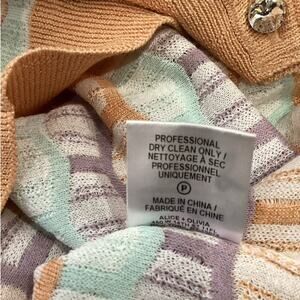 PROFESSIONAL
DRY CLEAN ONLY /
NETTOYAGE À SEC
PROFESSIONNEL
UNIQUEMENT
P
MADE IN CHINA /
FABRIQUÉ EN CHINE
ALICE + OLIVIA